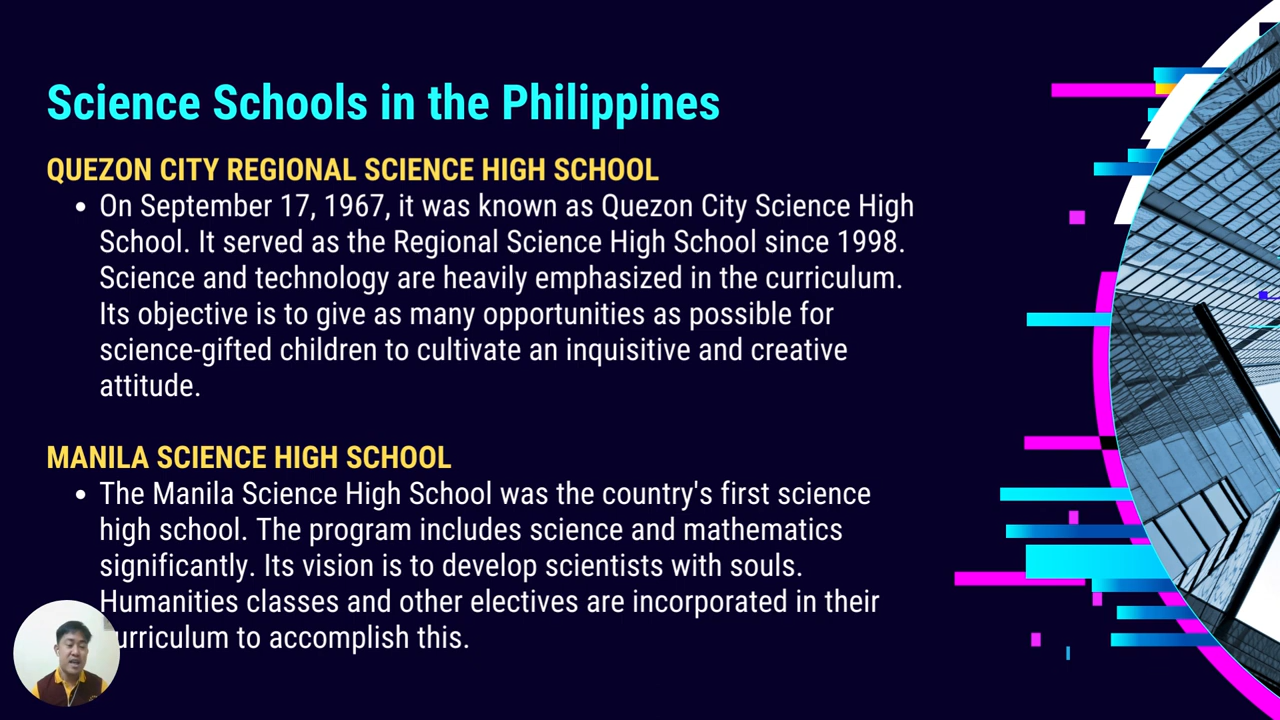 Science Schools in the Philippines
QUEZON CITY REGIONAL SCIENCE HIGH SCHOOL
• On September 17, 1967, it was known as Quezon City Science High
School. It served as the Regional Science High School since 1998.
Science and technology are heavily emphasized in the curriculum.
Its objective is to give as many opportunities as possible for
science-gifted children to cultivate an inquisitive and creative
attitude.
MANILA SCIENCE HIGH SCHOOL
• The Manila Science High School was the country's first science
high school. The program includes science and mathematics
significantly. Its vision is to develop scientists with souls.
Humanities classes and other electives are incorporated in their
curriculum to accomplish this.